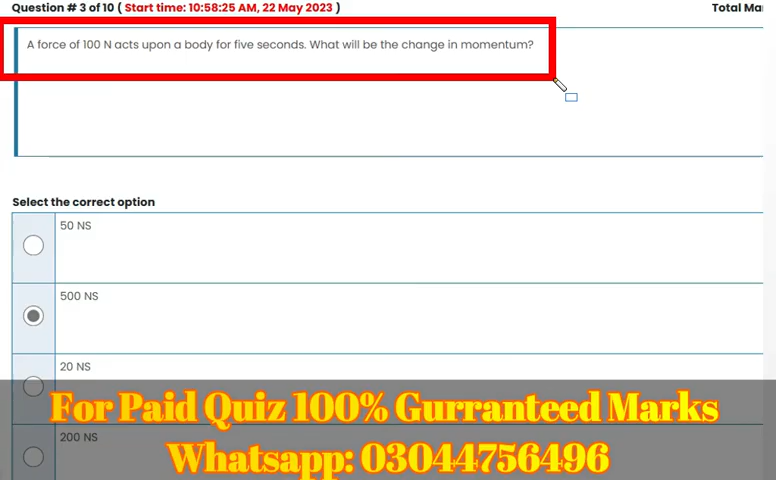 Question # 3 of 10 ( Start time: 10:58:25 AM, 22 May 2023 ) Total Ma
A force of 100 N acts upon a body for five seconds. What will be the change in momentum?
Select the correct option
50 NS
500 NS
20 NS
For Paid Quiz 100% Gurranteed Marks
200 NS
Whatsapp: 03044756496